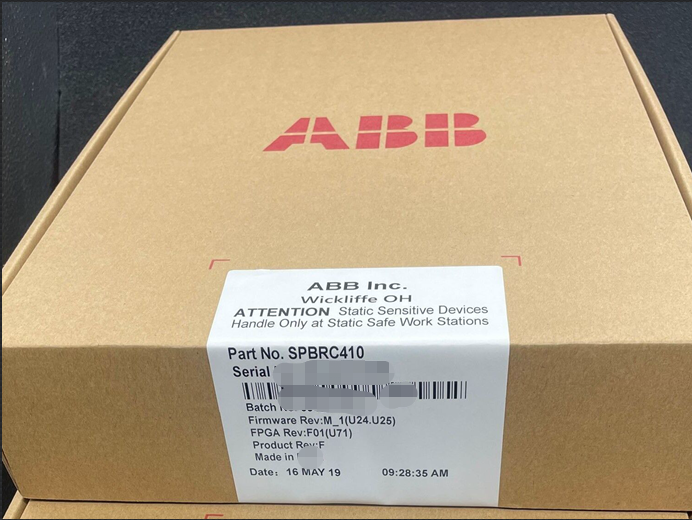 ABB
ABB Inc.
Wickliffe OH
ATTENTION Static Sensitive Devices
Handle Only at Static Safe Work Stations
Part No. SPBRC410
Serial
Batch
Firmware Rev:M_1(U24.U25)
FPGA Rev:F01(U71)
Product Rev:F
Made in
Date: 16 MAY 19 09:28:35 AM